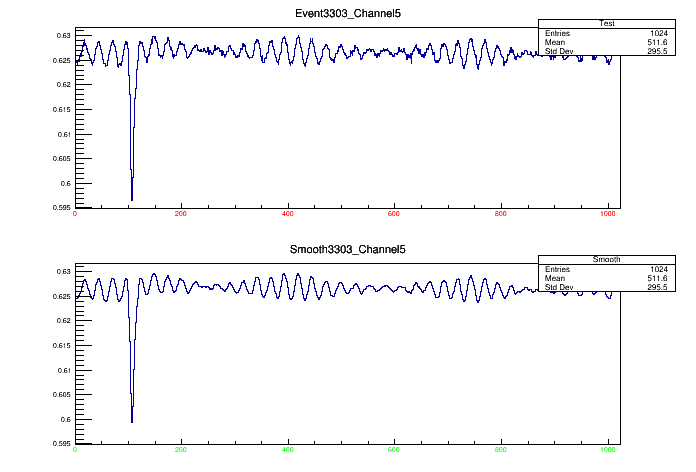 Event3303_Channel5
Test
Entries 1024
Mean 511.6
Std Dev 295.5
0.63
0.625
0.62
0.615
0.61
0.605
0.6
0.595
0 200 400 600 800 1000
Smooth3303_Channel5
Smooth
Entries 1024
Mean 511.6
Std Dev 295.5
0.63
0.625
0.62
0.615
0.61
0.605
0.6
0.595
0 200 400 600 800 1000